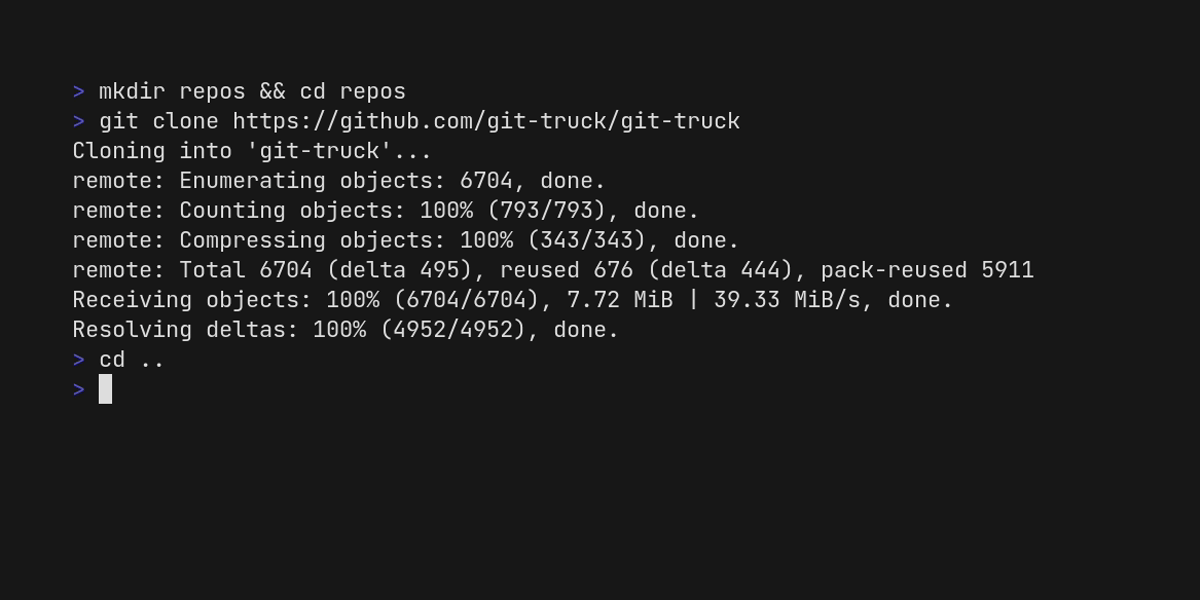 > mkdir repos && cd repos
> git clone https://github.com/git-truck/git-truck
Cloning into 'git-truck'...
remote: Enumerating objects: 6704, done.
remote: Counting objects: 100% (793/793), done.
remote: Compressing objects: 100% (343/343), done.
remote: Total 6704 (delta 495), reused 676 (delta 444), pack-reused 5911
Receiving objects: 100% (6704/6704), 7.72 MiB | 39.33 MiB/s, done.
Resolving deltas: 100% (4952/4952), done.
> cd ..
>